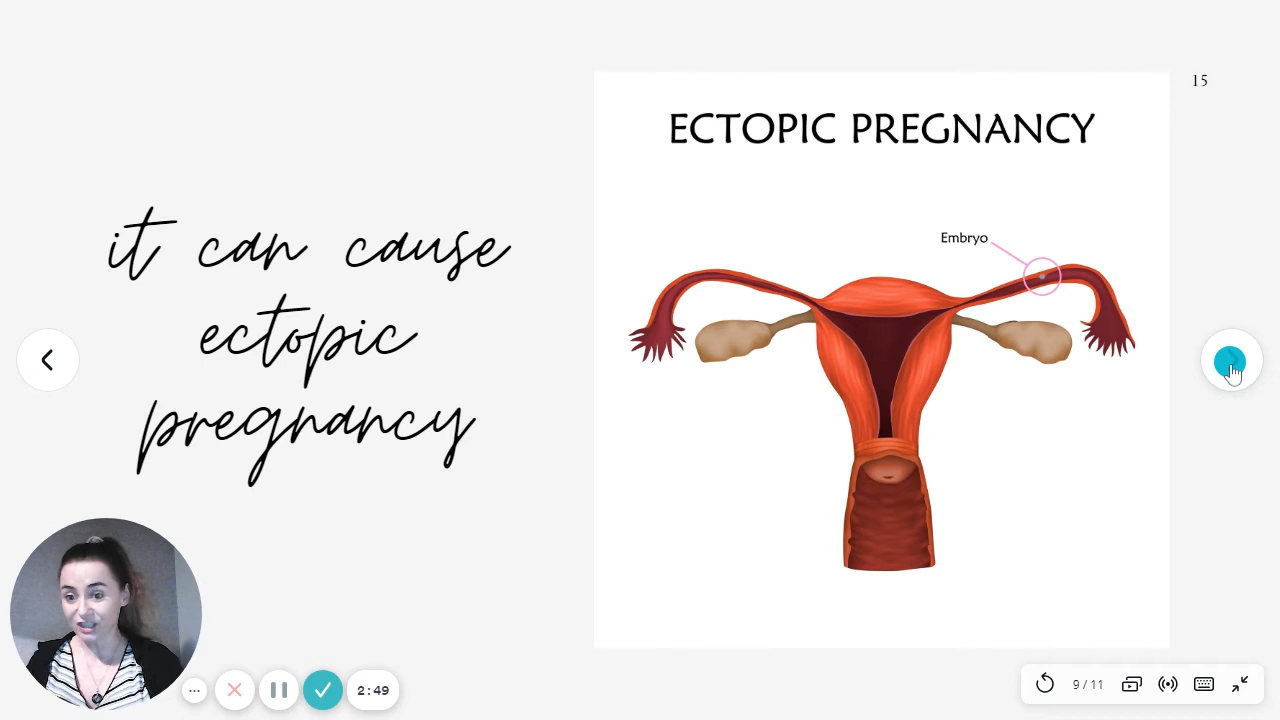 15
ECTOPIC PREGNANCY
Embryo
it can cause
ectopic
pregnancy
2:49
9 / 11